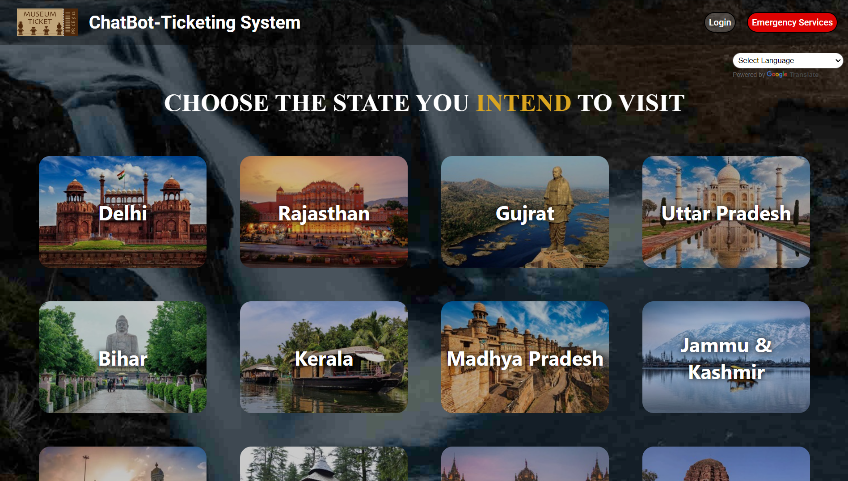 MUSEUM
TICKET
ChatBot-Ticketing System
Login
Emergency Services
Select Language
Powered by Google Translate
CHOOSE THE STATE YOU INTEND TO VISIT
Delhi
Rajasthan
Gujrat
Uttar Pradesh
Bihar
Kerala
Madhya Pradesh
Jammu &
Kashmir